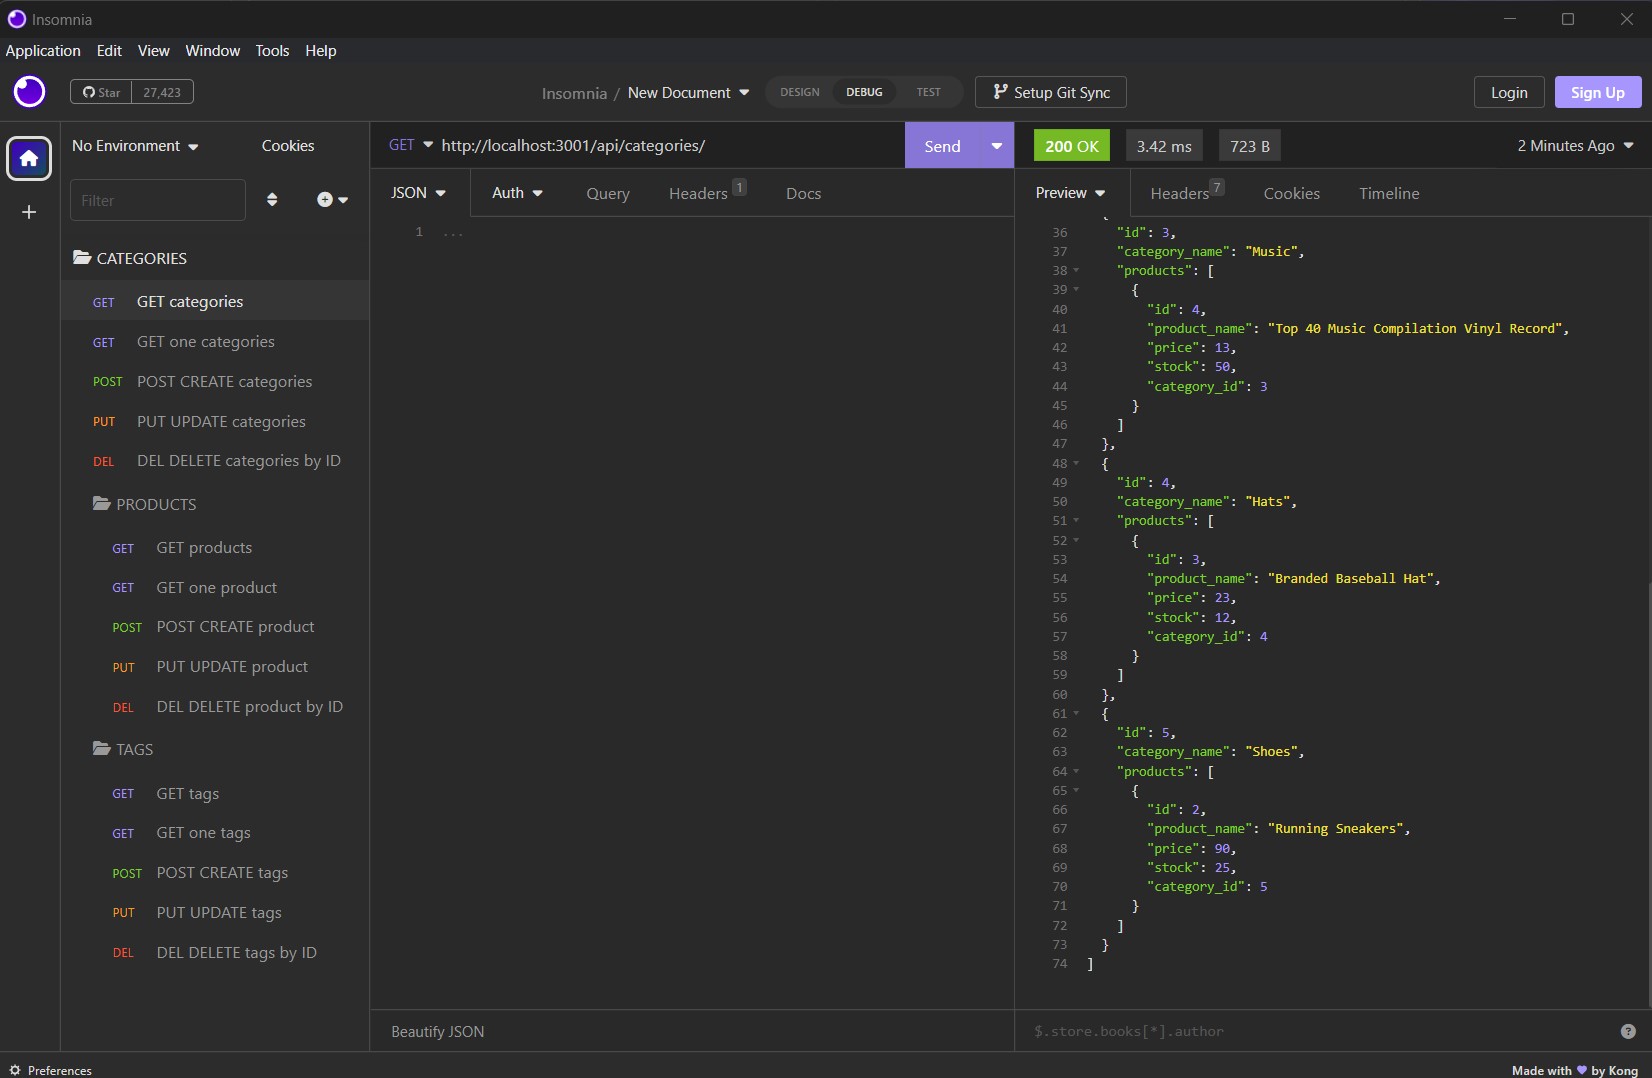 Insomnia
Application Edit View Window Tools Help
Star 27,423
Insomnia / New Document
DESIGN DEBUG TEST
Setup Git Sync
Login
Sign Up
No Environment
Cookies
Filter
CATEGORIES
GET GET categories
GET GET one categories
POST POST CREATE categories
PUT PUT UPDATE categories
DEL DEL DELETE categories by ID
PRODUCTS
GET GET products
GET GET one product
POST POST CREATE product
PUT PUT UPDATE product
DEL DEL DELETE product by ID
TAGS
GET GET tags
GET GET one tags
POST POST CREATE tags
PUT PUT UPDATE tags
DEL DEL DELETE tags by ID
GET http://localhost:3001/api/categories/
Send
JSON Auth Query Headers 1 Docs
1 ...
Beautify JSON
200 OK 3.42 ms 723 B 2 Minutes Ago
Preview Headers 7 Cookies Timeline
{
36 "id": 3,
37 "category_name": "Music",
38 "products": [
39 {
40 "id": 4,
41 "product_name": "Top 40 Music Compilation Vinyl Record",
42 "price": 13,
43 "stock": 50,
44 "category_id": 3
45 }
46 ]
47 },
48 {
49 "id": 4,
50 "category_name": "Hats",
51 "products": [
52 {
53 "id": 3,
54 "product_name": "Branded Baseball Hat",
55 "price": 23,
56 "stock": 12,
57 "category_id": 4
58 }
59 ]
60 },
61 {
62 "id": 5,
63 "category_name": "Shoes",
64 "products": [
65 {
66 "id": 2,
67 "product_name": "Running Sneakers",
68 "price": 90,
69 "stock": 25,
70 "category_id": 5
71 }
72 ]
73 }
74 ]
$.store.books[*].author
?
Preferences
Made with 💜 by Kong